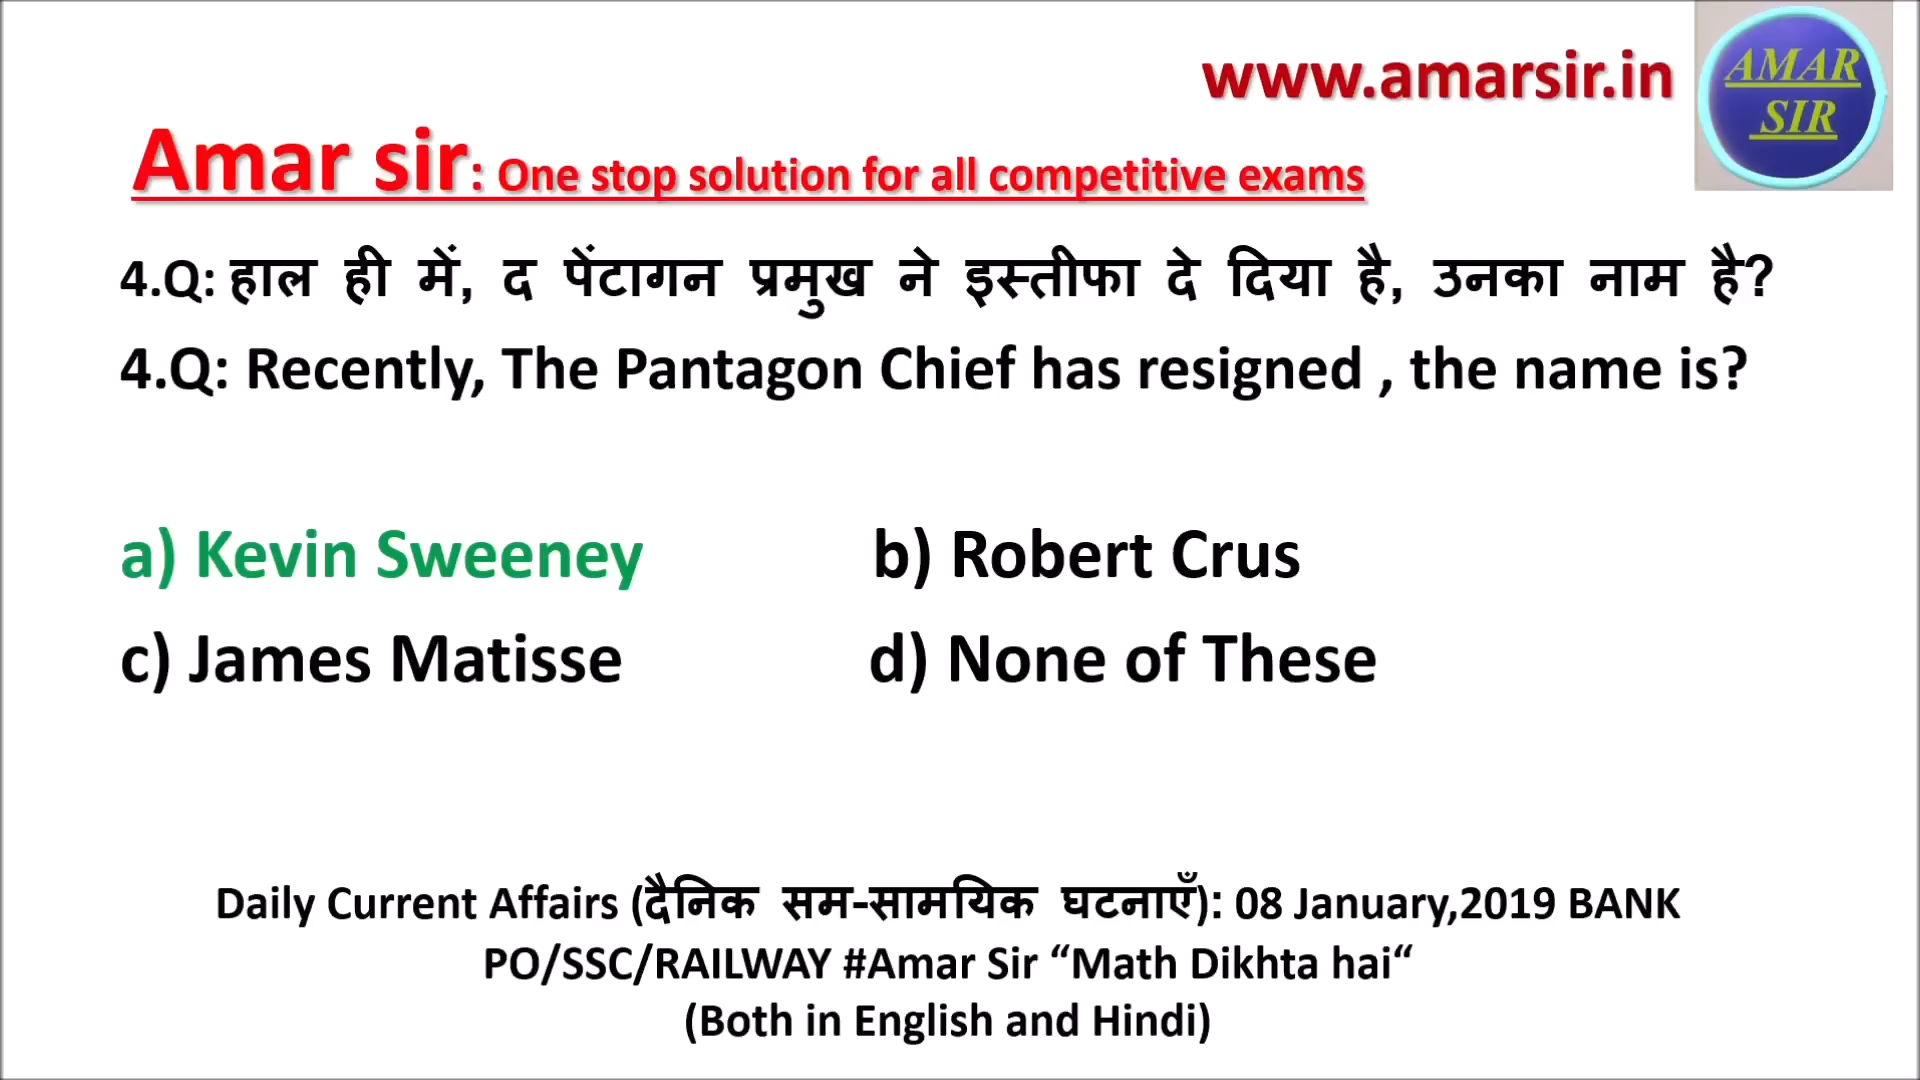 www.amarsir.in
AMAR
SIR
Amar sir: One stop solution for all competitive exams
4.Q: हाल ही में, द पेंटागन प्रमुख ने इस्तीफा दे दिया है, उनका नाम है?
4.Q: Recently, The Pantagon Chief has resigned , the name is?
a) Kevin Sweeney b) Robert Crus
c) James Matisse d) None of These
Daily Current Affairs (दैनिक सम-सामयिक घटनाएँ): 08 January,2019 BANK
PO/SSC/RAILWAY #Amar Sir “Math Dikhta hai“
(Both in English and Hindi)